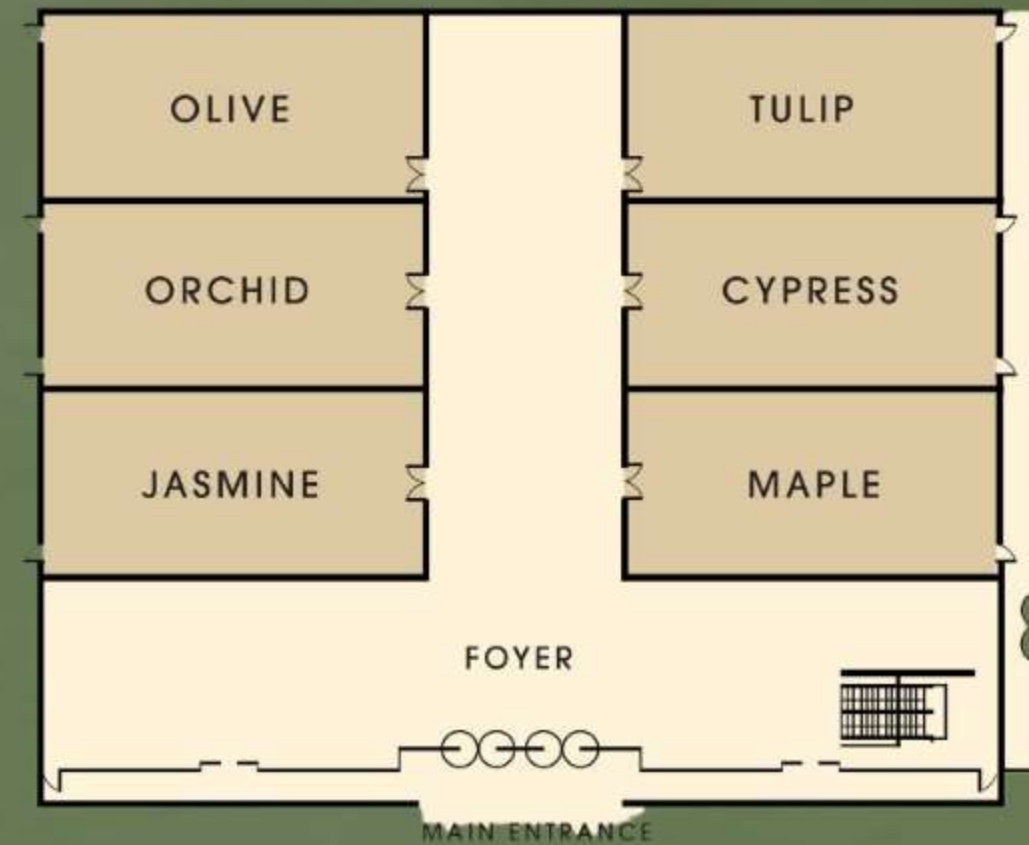 OLIVE
TULIP
ORCHID
CYPRESS
JASMINE
MAPLE
FOYER
MAIN ENTRANCE